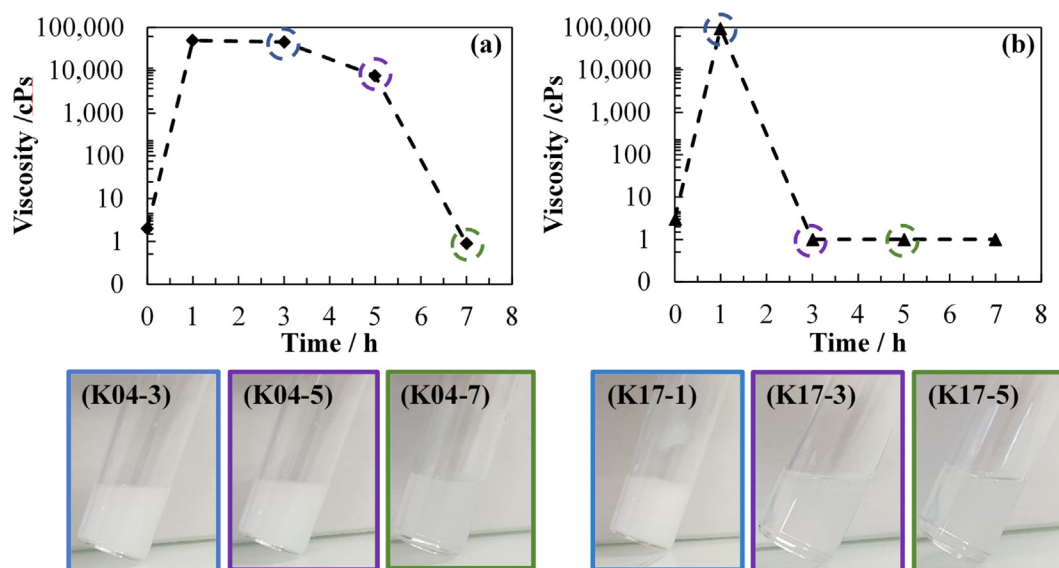 (a)
100,000
10,000
1,000
100
10
1
0
Viscosity /cPs
0 1 2 3 4 5 6 7 8
Time / h
(b)
100,000
10,000
1,000
100
10
1
0
Viscosity /cPs
0 1 2 3 4 5 6 7 8
Time / h
(K04-3) (K04-5) (K04-7) (K17-1) (K17-3) (K17-5)